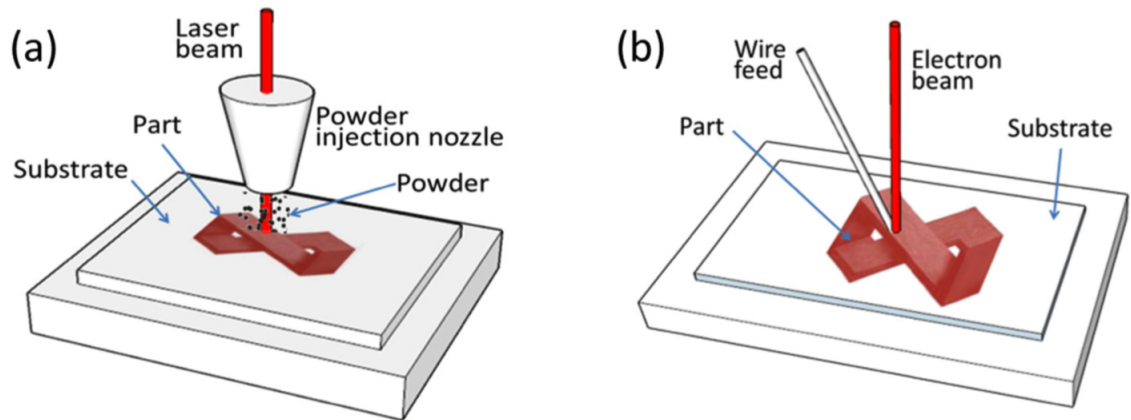 (a)
Laser
beam
Powder
injection nozzle
Part
Substrate
Powder
(b)
Wire
feed
Electron
beam
Part
Substrate